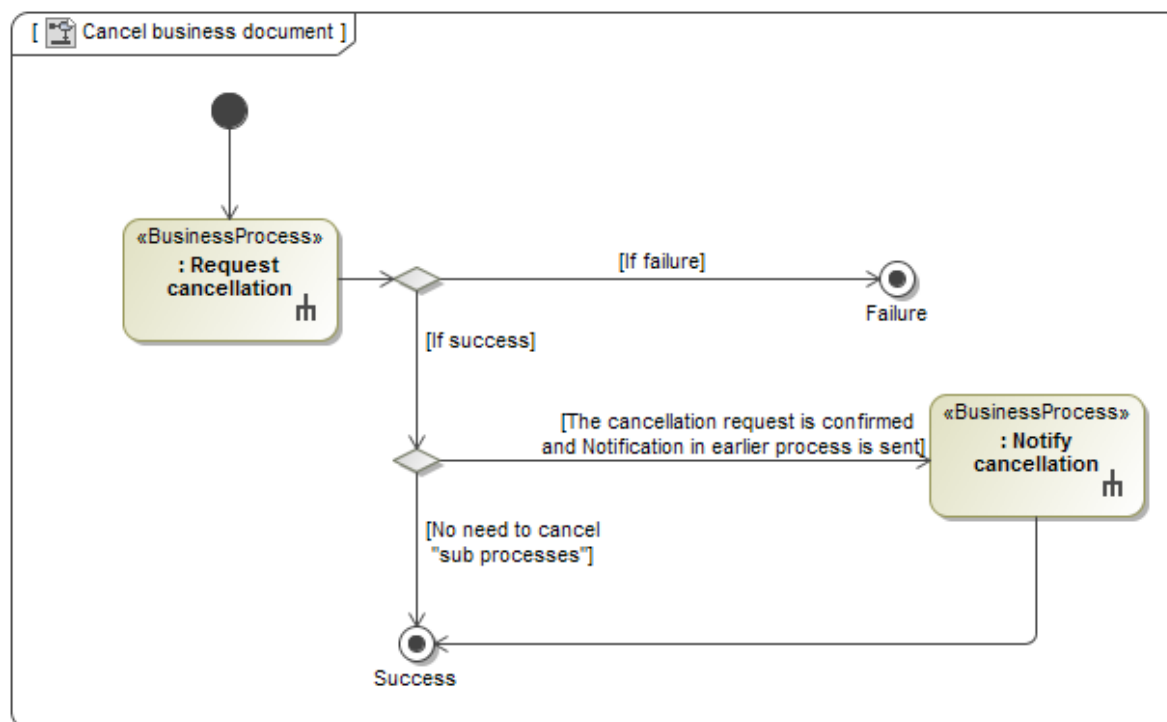 [ Cancel business document ]
«BusinessProcess»
: Request
cancellation
[If failure]
Failure
[If success]
[The cancellation request is confirmed
and Notification in earlier process is sent]
«BusinessProcess»
: Notify
cancellation
[No need to cancel
"sub processes"]
Success